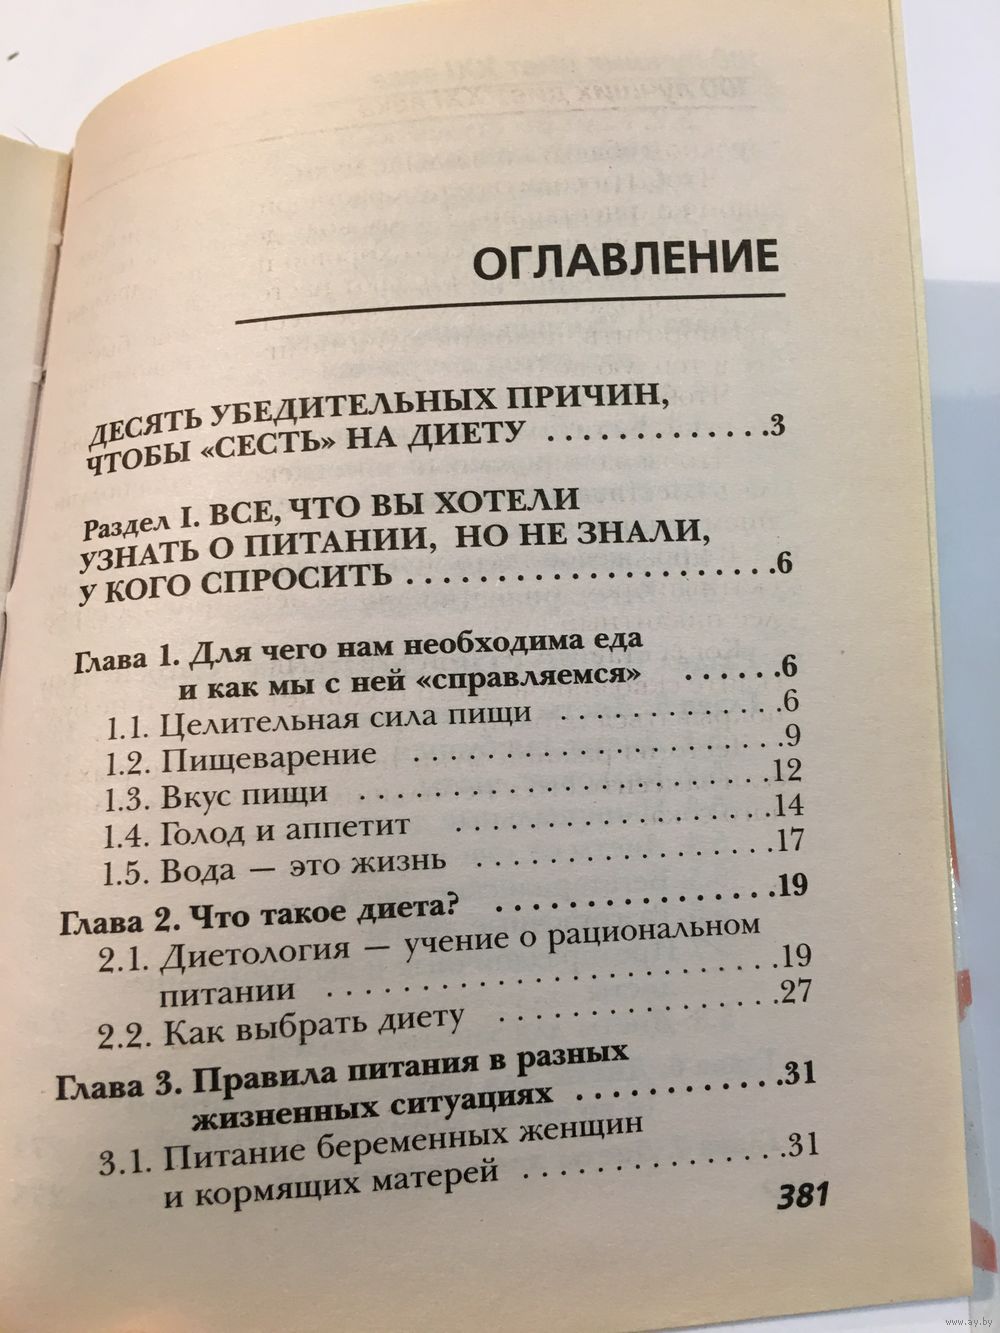 ОГЛАВЛЕНИЕ
ДЕСЯТЬ УБЕДИТЕЛЬНЫХ ПРИЧИН,
ЧТОБЫ «СЕСТЬ» НА ДИЕТУ . . . . . . . . . . . . .3
Раздел I. ВСЕ, ЧТО ВЫ ХОТЕЛИ
УЗНАТЬ О ПИТАНИИ, НО НЕ ЗНАЛИ,
У КОГО СПРОСИТЬ . . . . . . . . . . . . . . . . . . . . .6
Глава 1. Для чего нам необходима еда
и как мы с ней «справляемся» . . . . . .6
1.1. Целительная сила пищи . . . . . . . . . . . . .6
1.2. Пищеварение . . . . . . . . . . . . . . . . . . . . .9
1.3. Вкус пищи . . . . . . . . . . . . . . . . . . . . . . .12
1.4. Голод и аппетит . . . . . . . . . . . . . . . . . .14
1.5. Вода — это жизнь . . . . . . . . . . . . . . . . .17
Глава 2. Что такое диета? . . . . . . . . . . . . . . . .19
2.1. Диетология — учение о рациональном
питании . . . . . . . . . . . . . . . . . . . . . . . . .19
2.2. Как выбрать диету . . . . . . . . . . . . . . . .27
Глава 3. Правила питания в разных
жизненных ситуациях . . . . . . . . . . .31
3.1. Питание беременных женщин
и кормящих матерей . . . . . . . . . . . . . .31
381
www.ay.by